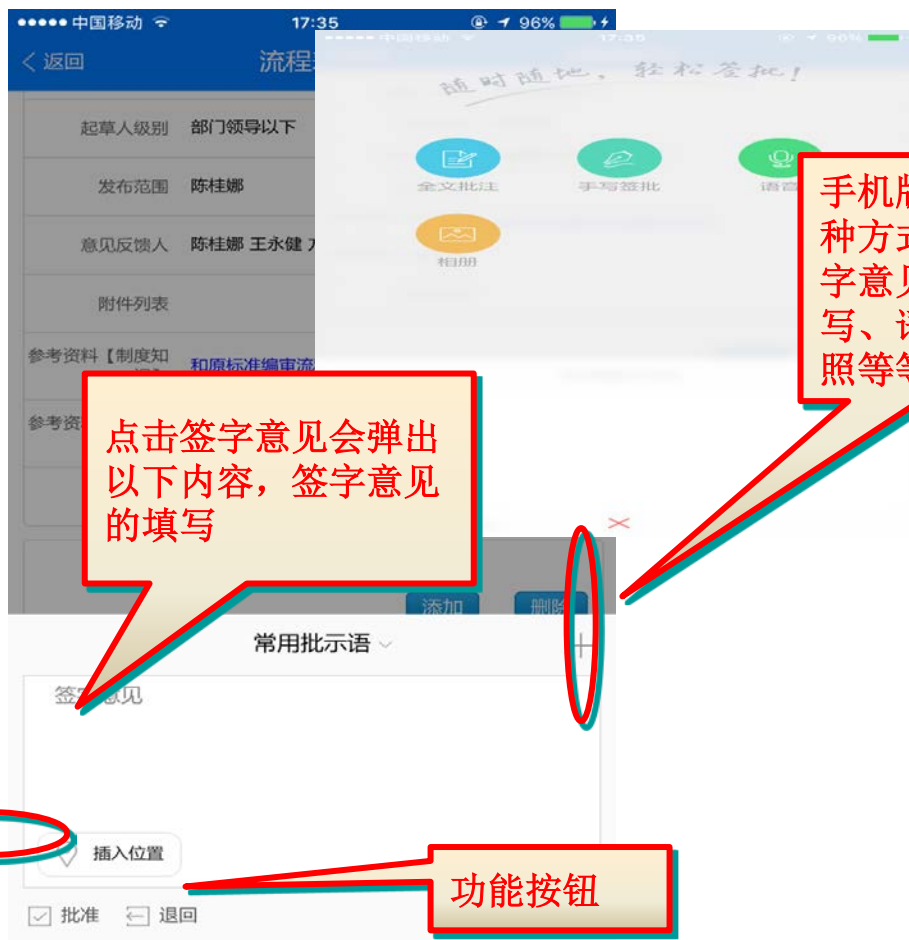 中国移动 17:35 96%
返回 流程
随时随地，轻松签批！
起草人级别 部门领导以下
全文批注 手写签批 语音
发布范围 陈桂娜
意见反馈人 陈桂娜 王永健
相册
附件列表
参考资料【制度知
和原标准编审流
参考资
手机版
种方式
字意见
写、语
照等等
点击签字意见会弹出
以下内容，签字意见
的填写
添加 删除
常用批示语
签字意见
插入位置
功能按钮
批准 退回